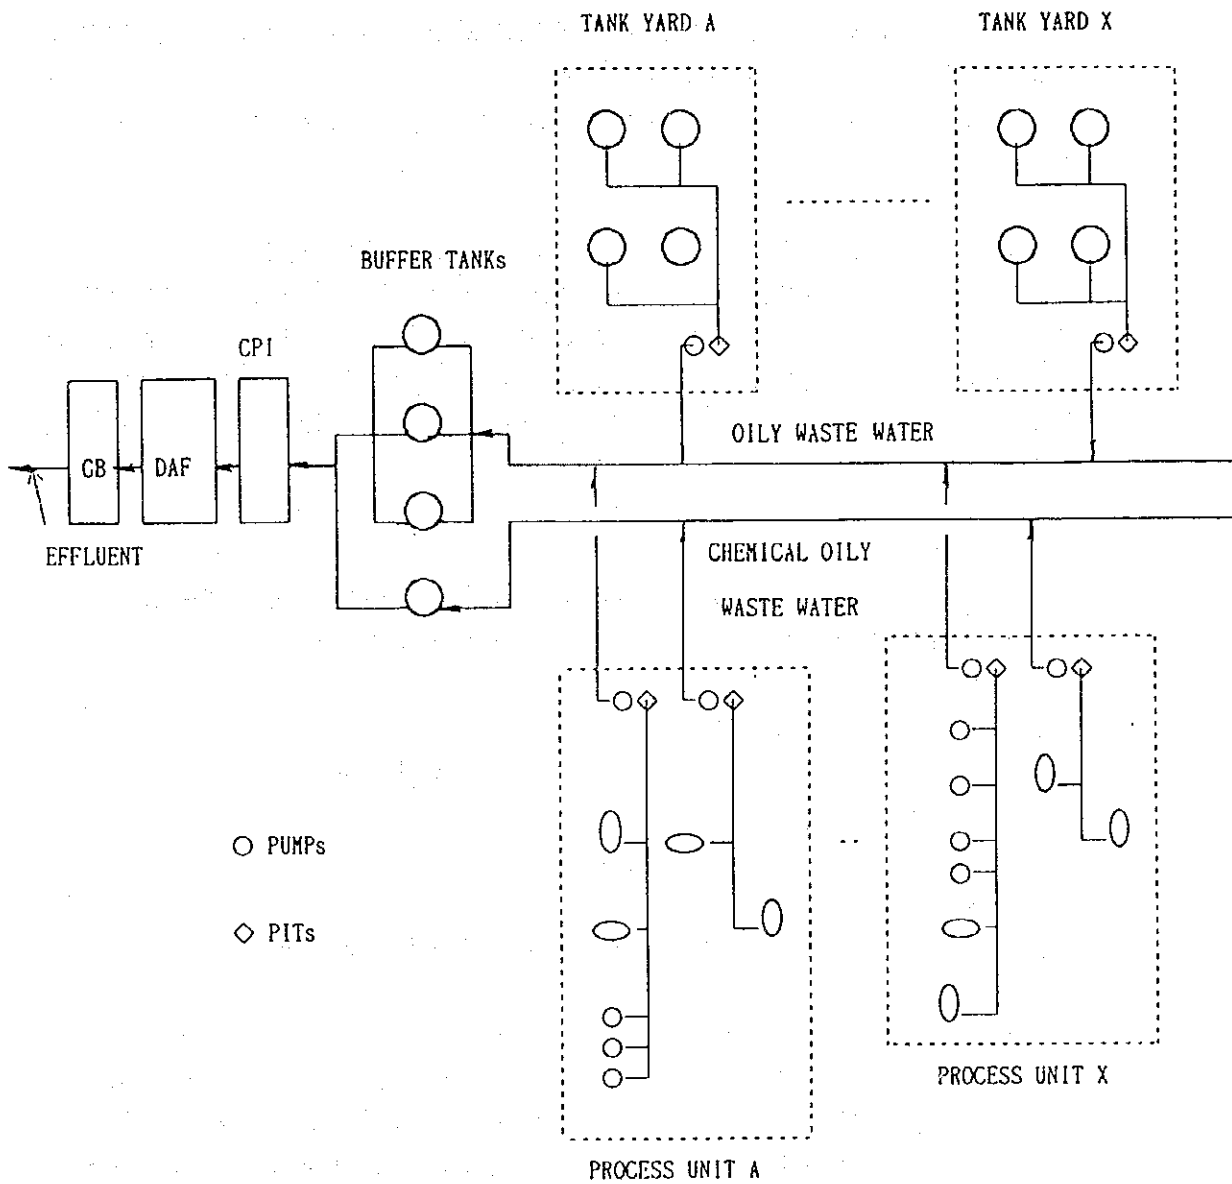 TANK YARD A
TANK YARD X
BUFFER TANKs
CPI
OILY WASTE WATER
CB
DAF
EFFLUENT
CHEMICAL OILY
WASTE WATER
PUMPs
PITs
PROCESS UNIT X
PROCESS UNIT A